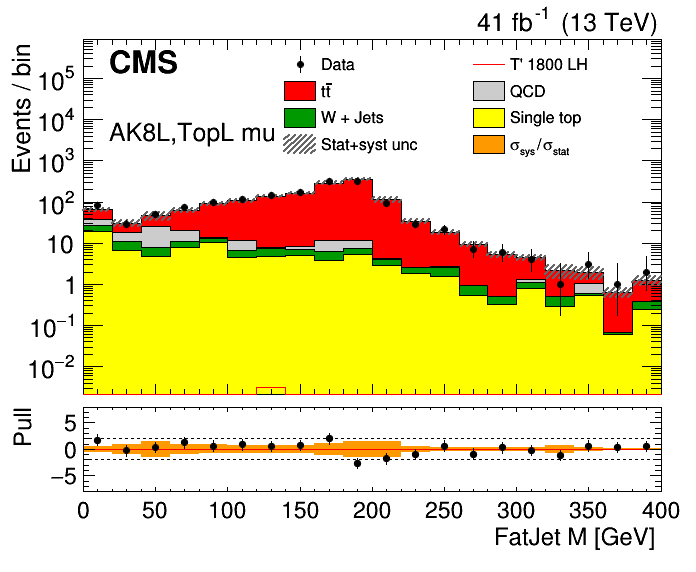 41 fb⁻¹ (13 TeV)
CMS
Data
T' 1800 LH
tt̄
QCD
W + Jets
Single top
AK8L,TopL mu
Stat+syst unc
σsys/σstat
Events / bin
10⁵
10⁴
10³
10²
10
1
10⁻¹
10⁻²
Pull
5
0
−5
0 50 100 150 200 250 300 350 400
FatJet M [GeV]